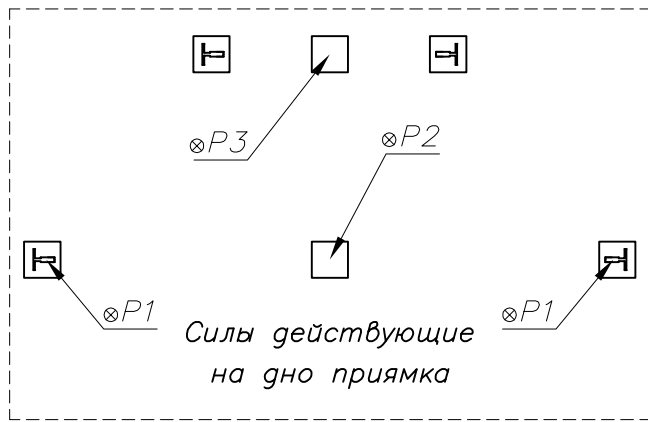 ⊗P3
⊗P2
⊗P1
⊗P1
Силы действующие
на дно приямка